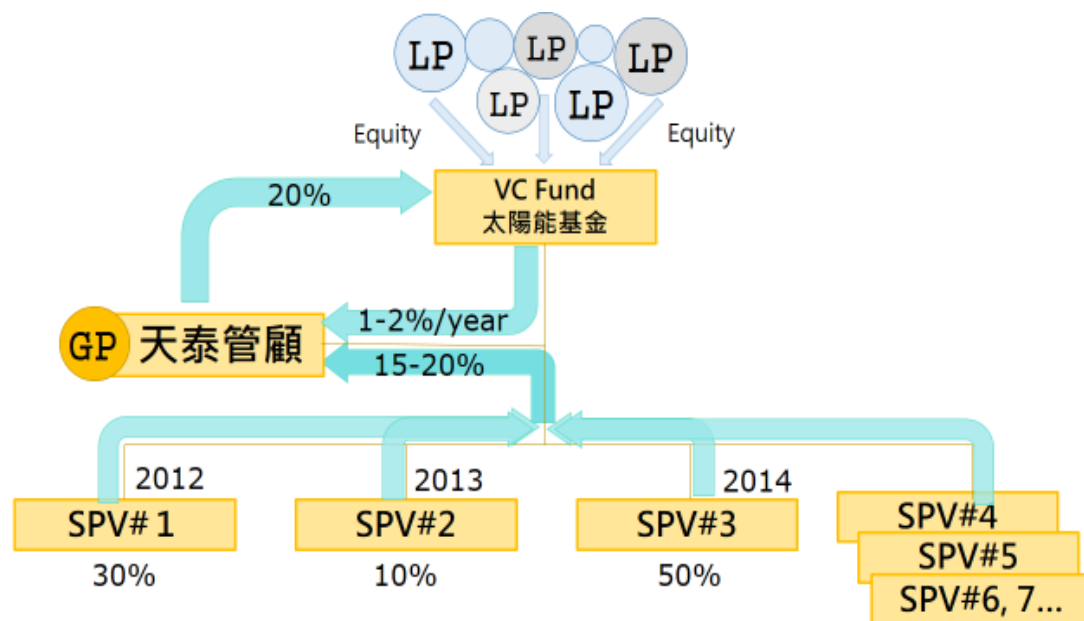 LP
LP
LP
LP
LP
Equity
Equity
20%
VC Fund
太陽能基金
1-2%/year
GP
天泰管顧
15-20%
2012
2013
2014
SPV# 1
SPV#2
SPV#3
SPV#4
SPV#5
SPV#6, 7...
30%
10%
50%